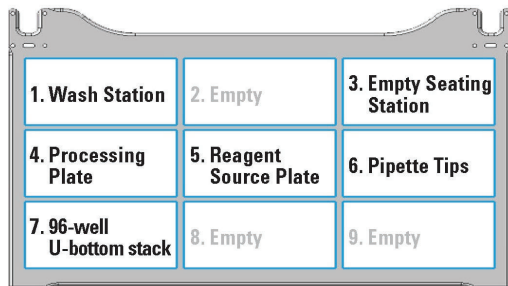 1. Wash Station
2. Empty
3. Empty Seating
Station
4. Processing
Plate
5. Reagent
Source Plate
6. Pipette Tips
7. 96-well
U-bottom stack
8. Empty
9. Empty